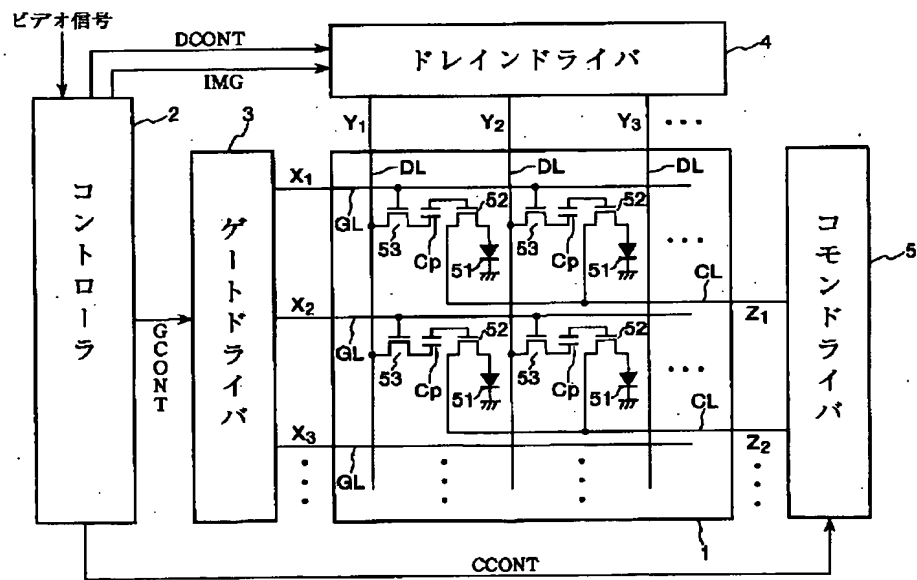 ビデオ信号
DCONT
IMG
ドレインドライバ
4
2
3
Y1 Y2 Y3 ...
コントローラ
ゲートドライバ
コモンドライバ
5
GCONT
DL DL DL
X1
GL
53 Cp 52 51
53 Cp 52 51
...
CL
Z1
X2
GL
53 Cp 52 51
53 Cp 52 51
...
CL
Z2
X3
GL
1
CCONT